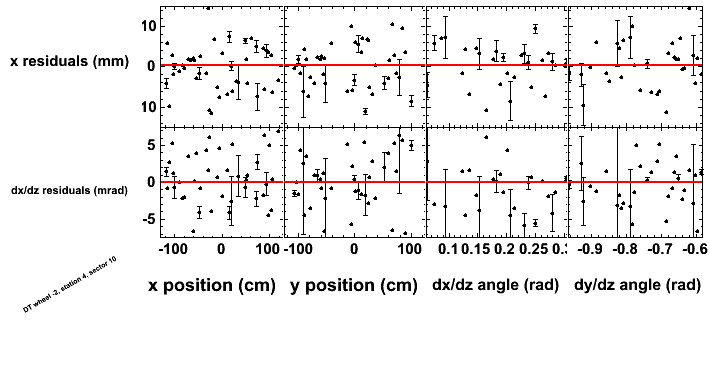 10
5
x residuals (mm)
0
10
5
dx/dz residuals (mrad)
0
-5
-100 0 100 -100 0 100 0.1 0.15 0.2 0.25 0.3 -0.9 -0.8 -0.7 -0.6
x position (cm) y position (cm) dx/dz angle (rad) dy/dz angle (rad)
DT wheel -2, station 4, sector 10